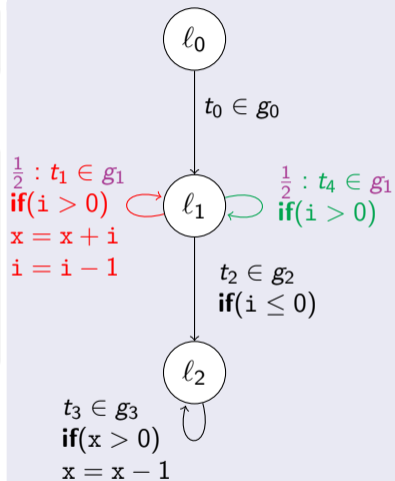 ℓ₀
t₀ ∈ g₀
½ : t₁ ∈ g₁
if(i > 0)
x = x + i
i = i − 1
ℓ₁
½ : t₄ ∈ g₁
if(i > 0)
t₂ ∈ g₂
if(i ≤ 0)
ℓ₂
t₃ ∈ g₃
if(x > 0)
x = x − 1